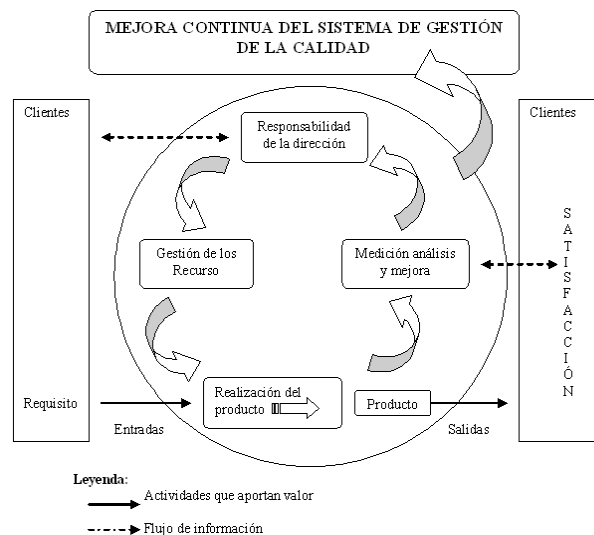 MEJORA CONTINUA DEL SISTEMA DE GESTIÓN
DE LA CALIDAD
Clientes
Clientes
Responsabilidad
de la dirección
Gestión de los
Recurso
Medición análisis
y mejora
SATISFACCIÓN
Requisito
Realización del
producto
Producto
Entradas
Salidas
Leyenda:
Actividades que aportan valor
Flujo de información